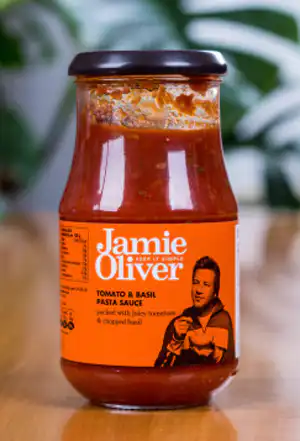 Jamie
KEEP IT SIMPLE
Oliver
TOMATO & BASIL
PASTA SAUCE
packed with juicy tomatoes
& chopped basil